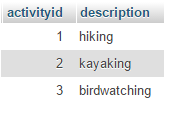 activityid description
1 hiking
2 kayaking
3 birdwatching